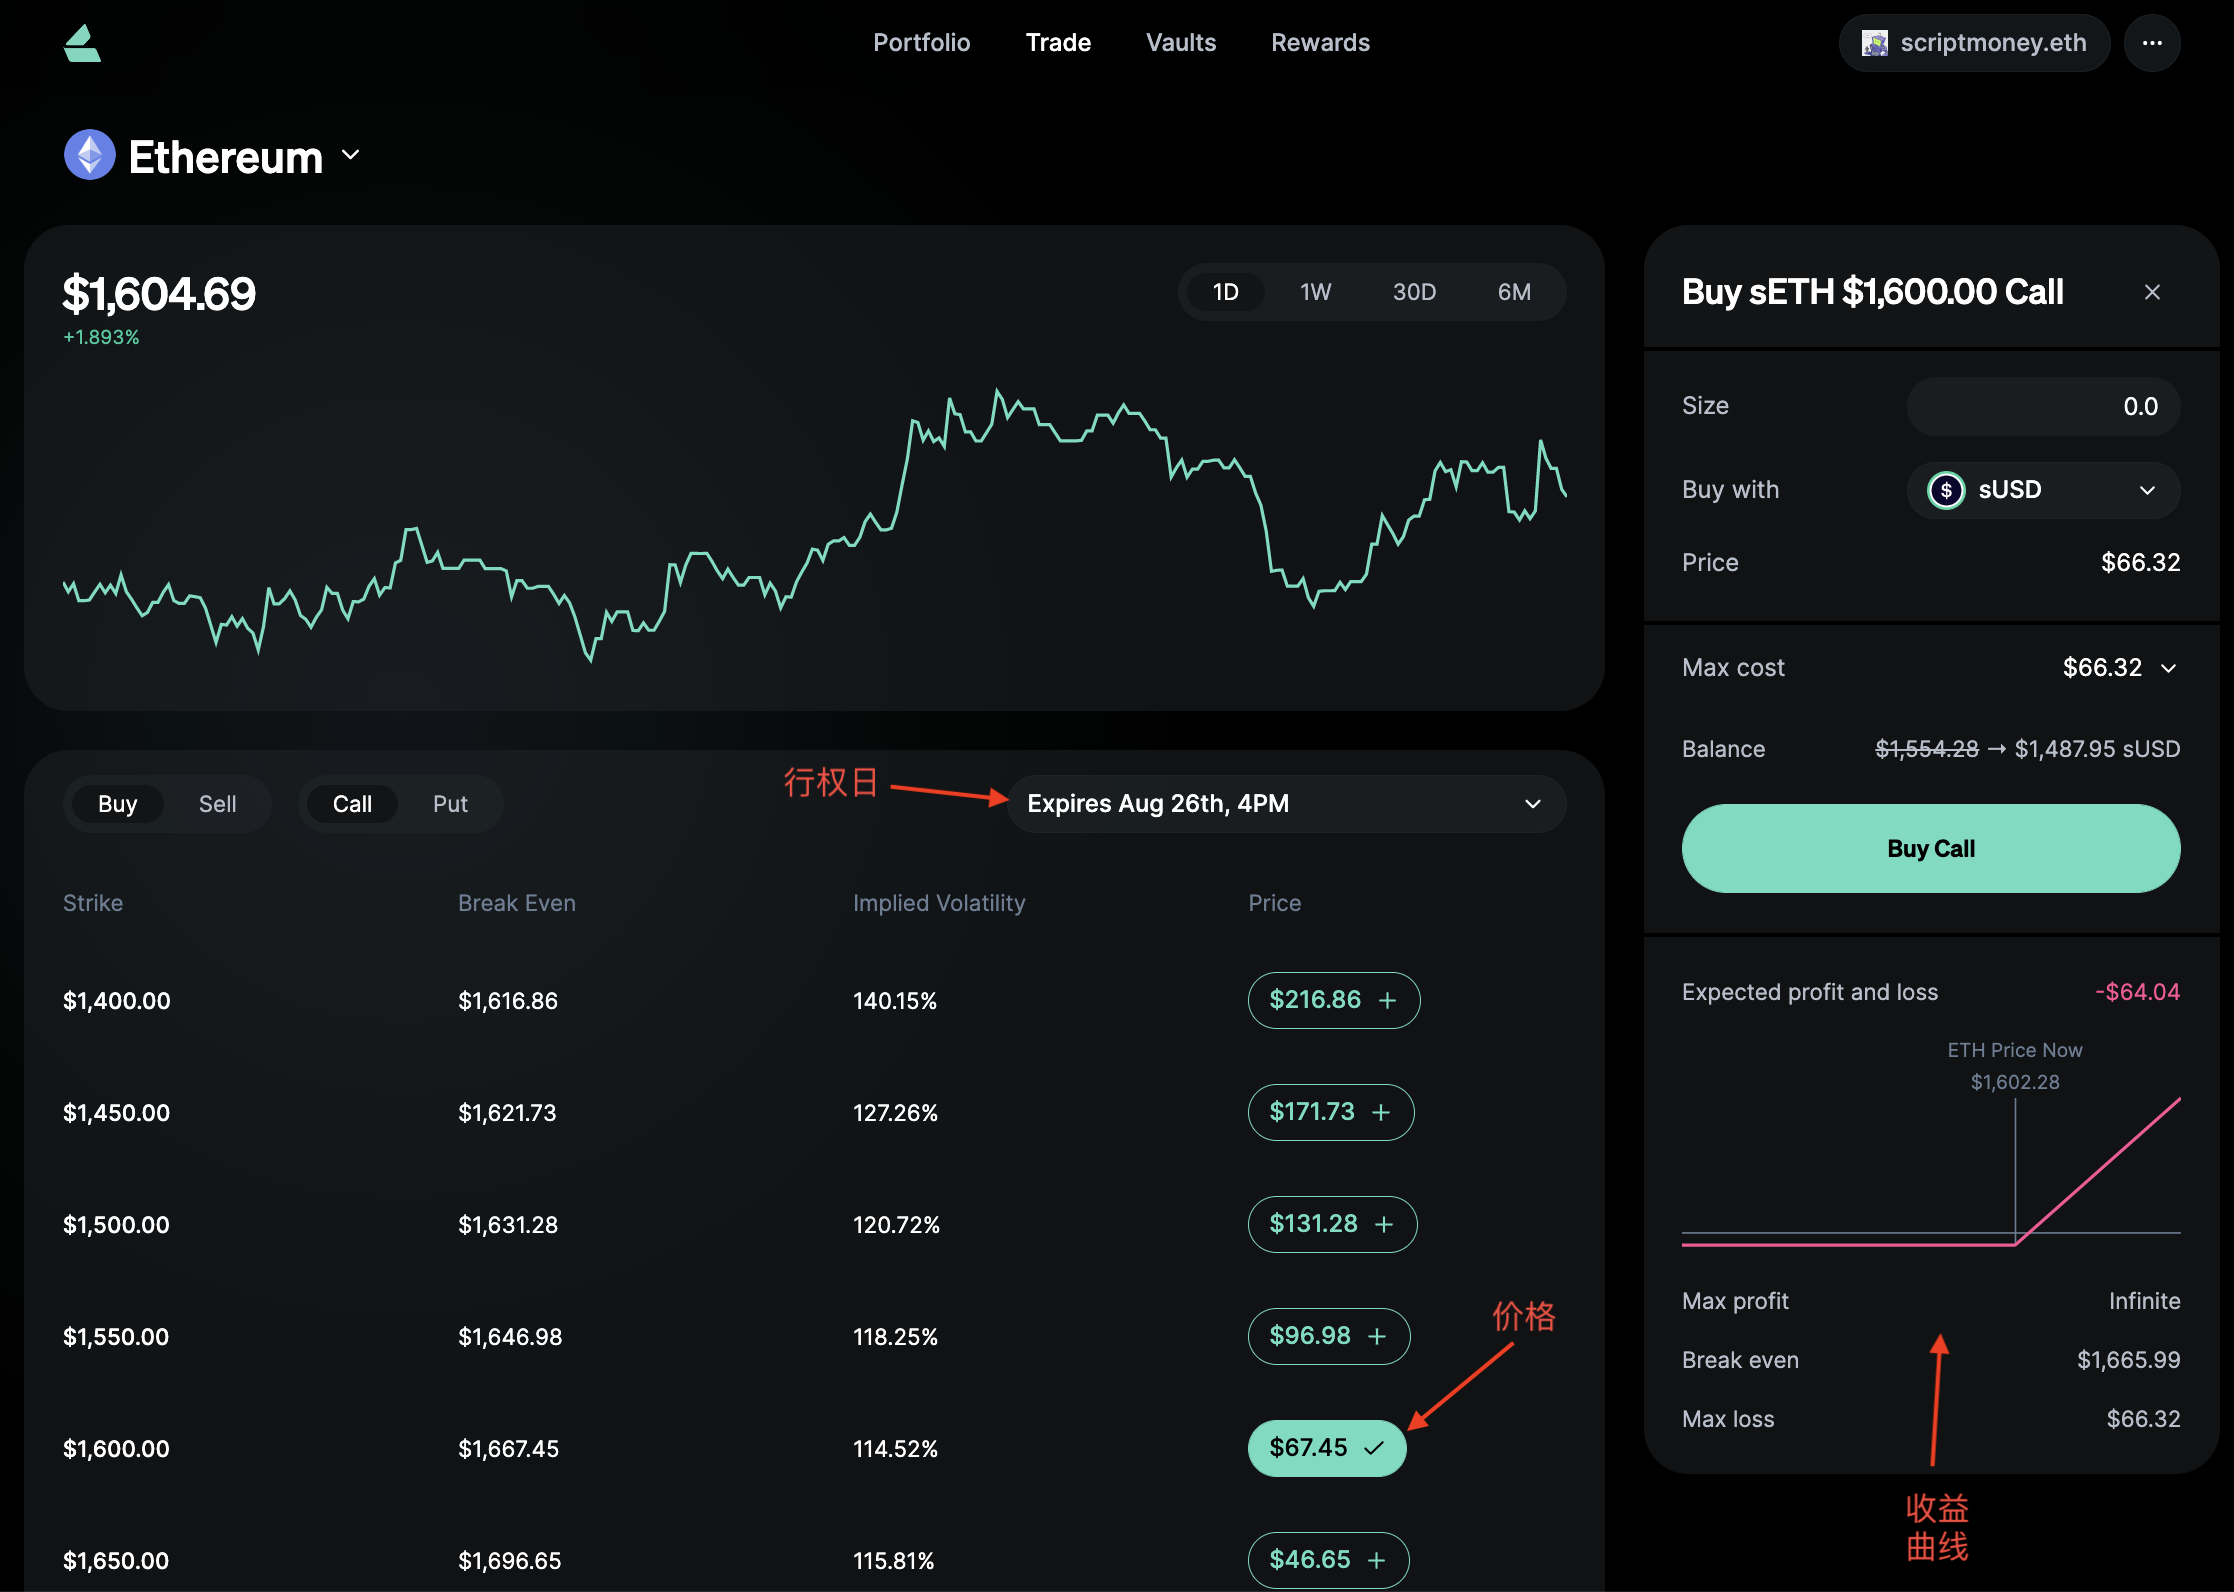 Portfolio
Trade
Vaults
Rewards
scriptmoney.eth
Ethereum
$1,604.69
+1.893%
1D
1W
30D
6M
Buy
Sell
Call
Put
行权日
Expires Aug 26th, 4PM
Strike Break Even Implied Volatility Price
$1,400.00 $1,616.86 140.15% $216.86 +
$1,450.00 $1,621.73 127.26% $171.73 +
$1,500.00 $1,631.28 120.72% $131.28 +
$1,550.00 $1,646.98 118.25% $96.98 +
价格
$1,600.00 $1,667.45 114.52% $67.45
$1,650.00 $1,696.65 115.81% $46.65 +
Buy sETH $1,600.00 Call
Size 0.0
Buy with $ sUSD
Price $66.32
Max cost $66.32
Balance $1,554.28 → $1,487.95 sUSD
Buy Call
Expected profit and loss -$64.04
ETH Price Now
$1,602.28
Max profit Infinite
Break even $1,665.99
Max loss $66.32
收益
曲线